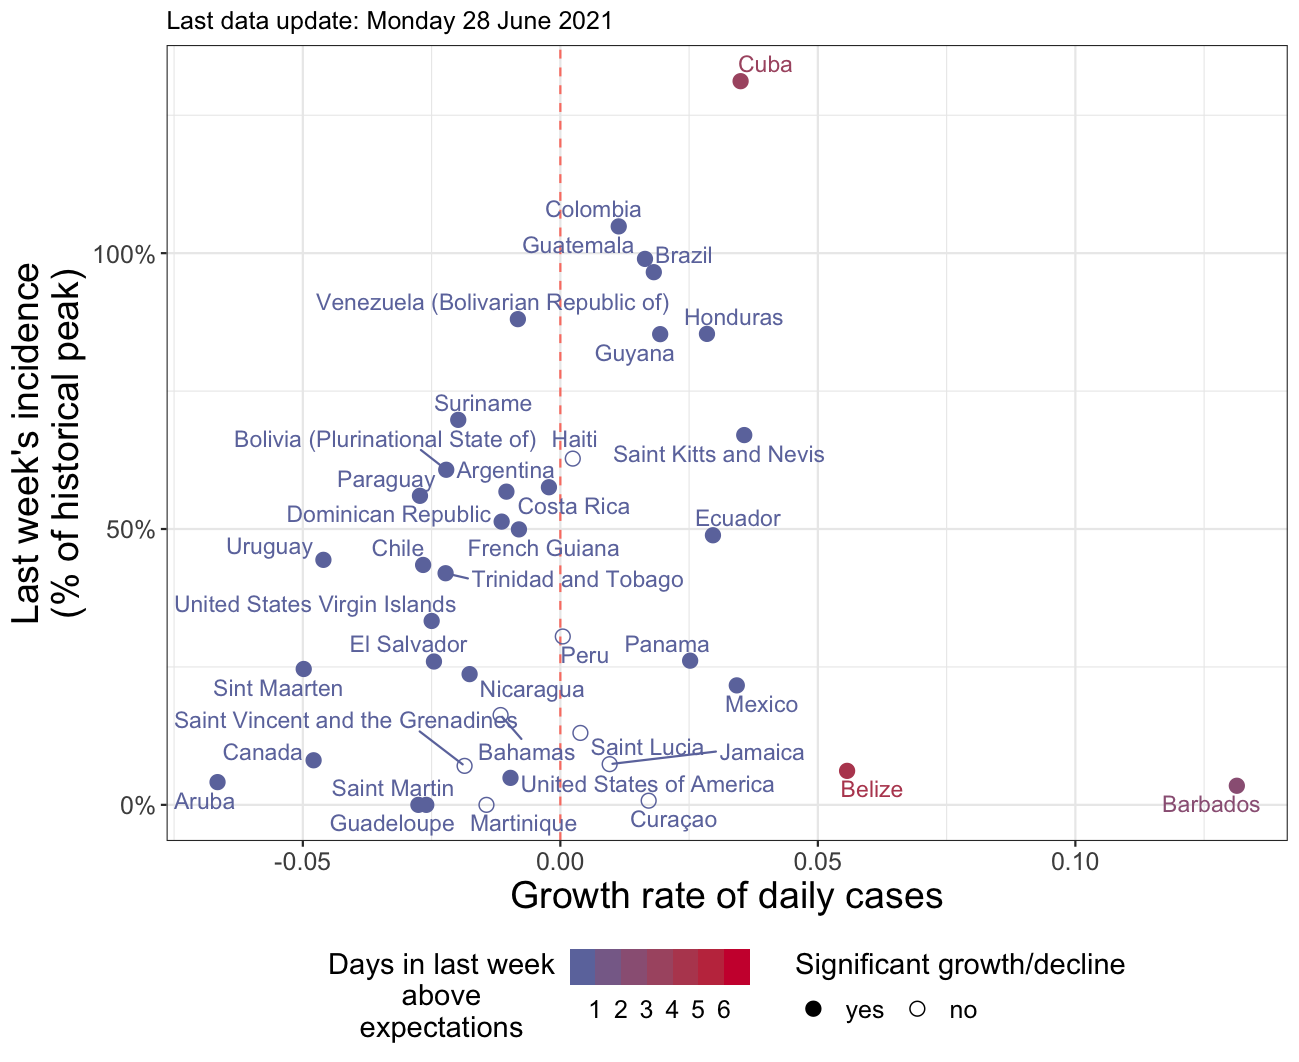 Last data update: Monday 28 June 2021
Last week's incidence
(% of historical peak)
100%
50%
0%
Cuba
Colombia
Guatemala
Brazil
Venezuela (Bolivarian Republic of)
Honduras
Guyana
Suriname
Bolivia (Plurinational State of)
Haiti
Saint Kitts and Nevis
Paraguay
Argentina
Costa Rica
Dominican Republic
Ecuador
Uruguay
Chile
French Guiana
Trinidad and Tobago
United States Virgin Islands
El Salvador
Peru
Panama
Sint Maarten
Nicaragua
Mexico
Saint Vincent and the Grenadines
Canada
Bahamas
Saint Lucia
Jamaica
Aruba
Saint Martin
United States of America
Belize
Barbados
Guadeloupe
Martinique
Curaçao
-0.05
0.00
0.05
0.10
Growth rate of daily cases
Days in last week
above
expectations
1 2 3 4 5 6
Significant growth/decline
yes
no